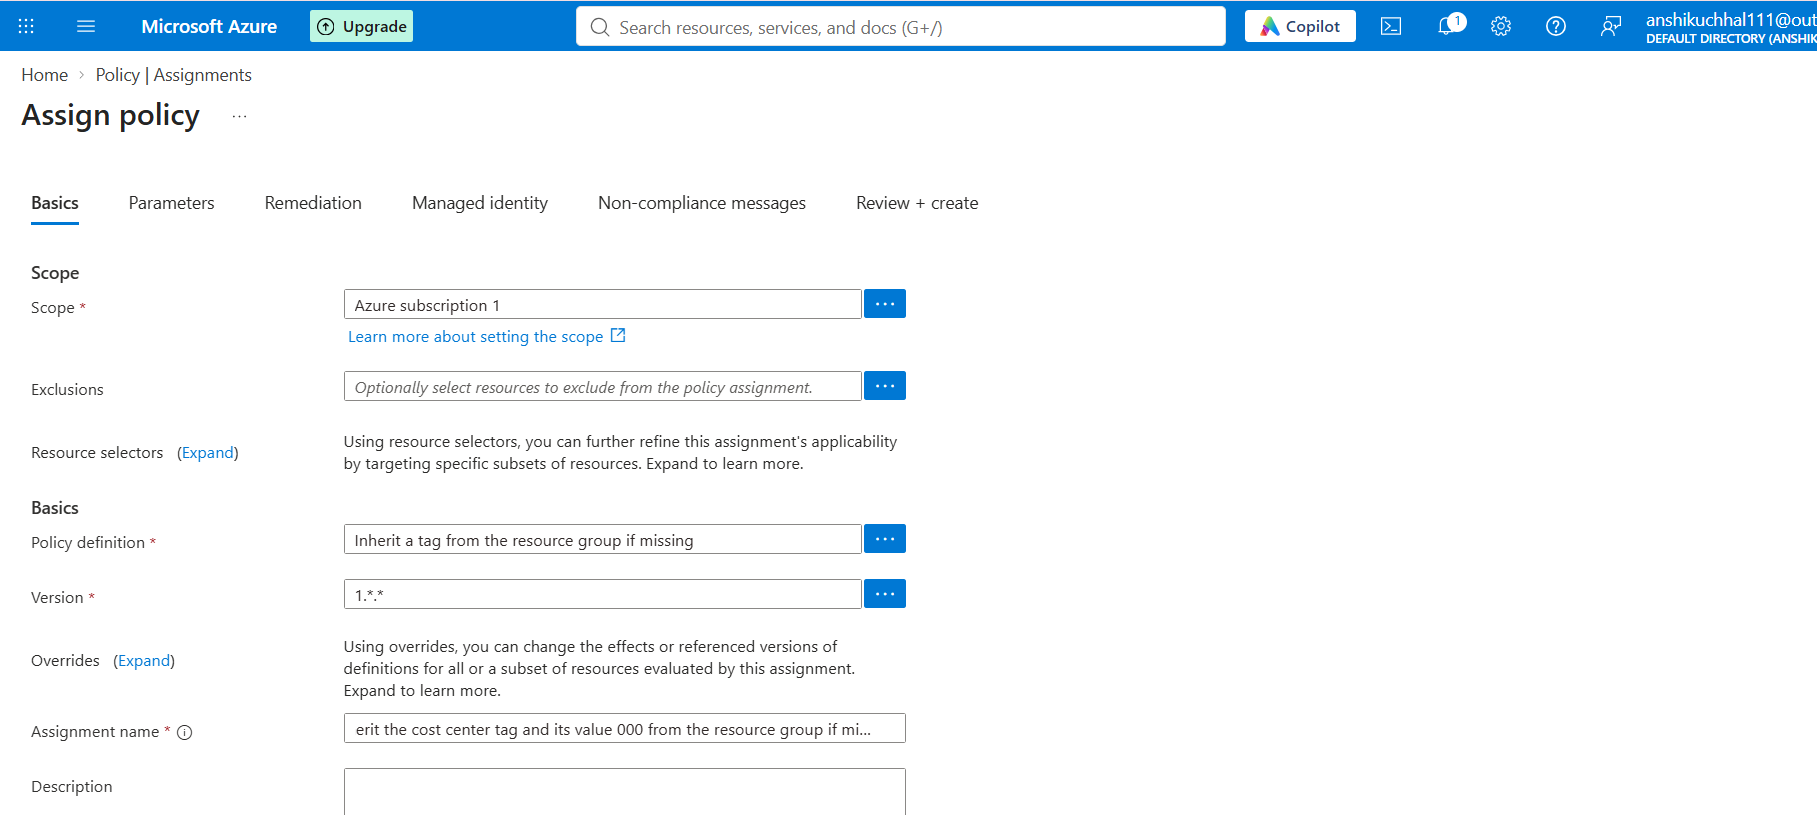 Microsoft Azure
Upgrade
Search resources, services, and docs (G+/)
Copilot
1
anshikuchhal111@out
DEFAULT DIRECTORY (ANSHIK
Home > Policy | Assignments
Assign policy ...
Basics Parameters Remediation Managed identity Non-compliance messages Review + create
Scope
Scope * Azure subscription 1 ...
Learn more about setting the scope
Exclusions Optionally select resources to exclude from the policy assignment. ...
Resource selectors (Expand)
Using resource selectors, you can further refine this assignment's applicability
by targeting specific subsets of resources. Expand to learn more.
Basics
Policy definition * Inherit a tag from the resource group if missing ...
Version * 1.*.* ...
Overrides (Expand)
Using overrides, you can change the effects or referenced versions of
definitions for all or a subset of resources evaluated by this assignment.
Expand to learn more.
Assignment name * erit the cost center tag and its value 000 from the resource group if mi...
Description